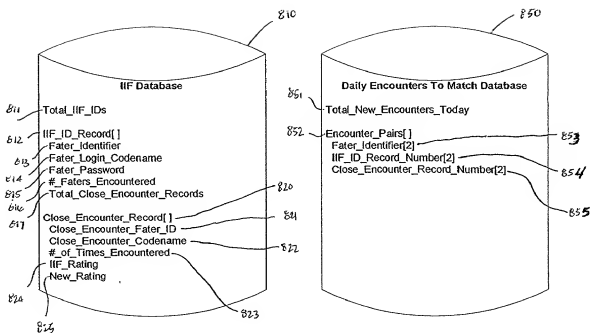 810
850
IIF Database
811
Total_IIF_IDs
812
IIF_ID_Record[ ]
813
Fater_Identifier
814
Fater_Login_Codename
815
Fater_Password
816
#_Faters_Encountered
817
Total_Close_Encounter_Records
820
Close_Encounter_Record[ ]
821
Close_Encounter_Fater_ID
822
Close_Encounter_Codename
#_of_Times_Encountered
823
824
IIF_Rating
New_Rating
825
Daily Encounters To Match Database
851
Total_New_Encounters_Today
852
Encounter_Pairs[ ]
853
Fater_Identifier[2]
IIF_ID_Record_Number[2]
854
Close_Encounter_Record_Number[2]
855